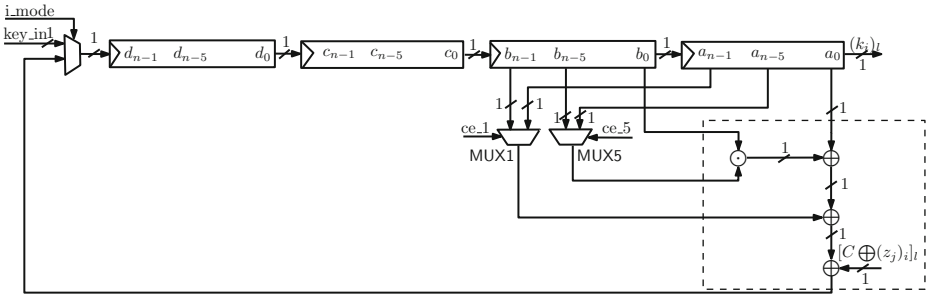 i_mode
key_in 1
1 d_{n−1} d_{n−5} d_0 1 c_{n−1} c_{n−5} c_0 1 b_{n−1} b_{n−5} b_0 1 a_{n−1} a_{n−5} a_0 (k_i)_l
1
1 1 1 1 1
ce_1 ce_5
MUX1 MUX5
1
1
1
[C ⊕ (z_j)_i]_l
1